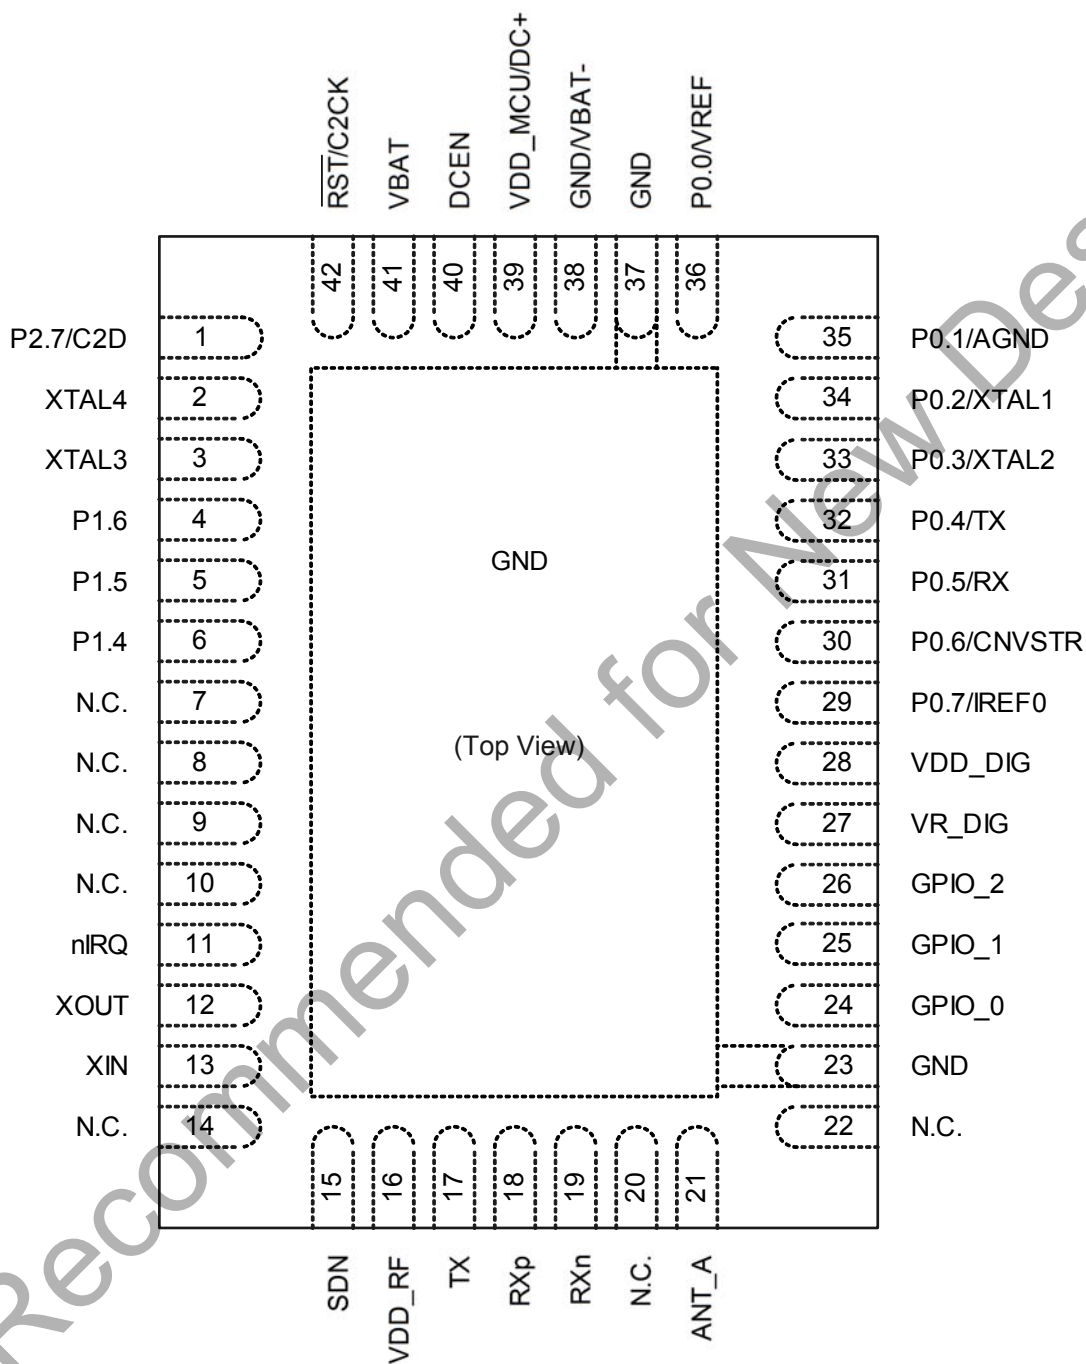 RST/C2CK
VBAT
DCEN
VDD_MCU/DC+
GND/VBAT-
GND
P0.0/VREF
42
41
40
39
38
37
36
P2.7/C2D 1
XTAL4 2
XTAL3 3
P1.6 4
P1.5 5
P1.4 6
N.C. 7
N.C. 8
N.C. 9
N.C. 10
nIRQ 11
XOUT 12
XIN 13
N.C. 14
GND
(Top View)
35 P0.1/AGND
34 P0.2/XTAL1
33 P0.3/XTAL2
32 P0.4/TX
31 P0.5/RX
30 P0.6/CNVSTR
29 P0.7/IREF0
28 VDD_DIG
27 VR_DIG
26 GPIO_2
25 GPIO_1
24 GPIO_0
23 GND
22 N.C.
15
16
17
18
19
20
21
SDN
VDD_RF
TX
RXp
RXn
N.C.
ANT_A
Recommended for New Des